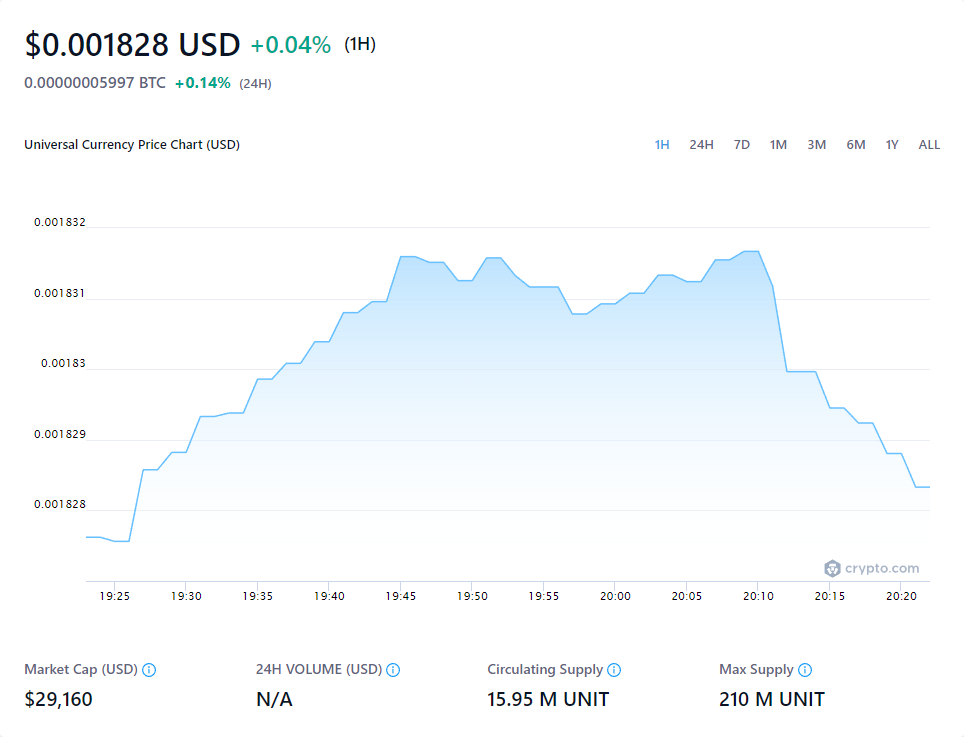 $0.001828 USD +0.04% (1H)
0.00000005997 BTC +0.14% (24H)
Universal Currency Price Chart (USD)
1H 24H 7D 1M 3M 6M 1Y ALL
0.001832
0.001831
0.00183
0.001829
0.001828
crypto.com
19:25 19:30 19:35 19:40 19:45 19:50 19:55 20:00 20:05 20:10 20:15 20:20
Market Cap (USD) 24H VOLUME (USD) Circulating Supply Max Supply
$29,160 N/A 15.95 M UNIT 210 M UNIT